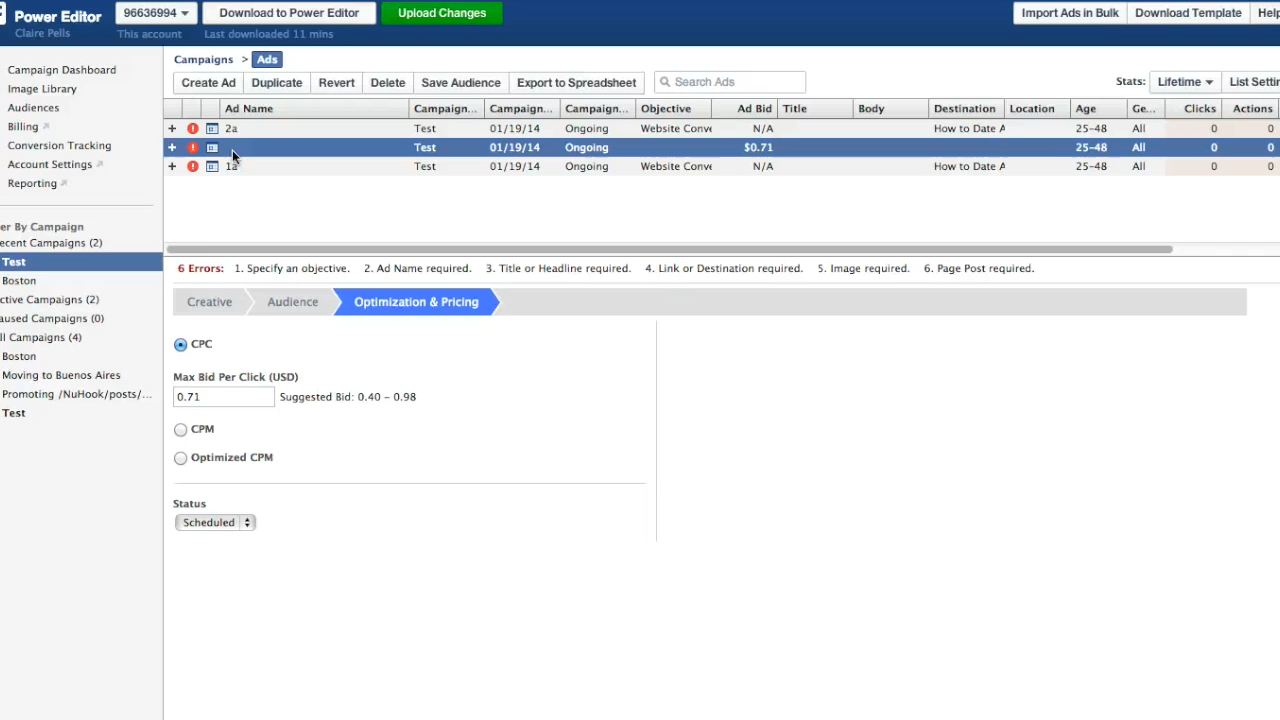 Power Editor 96636994 Download to Power Editor Upload Changes Import Ads in Bulk Download Template Help
Claire Pells This account Last downloaded 11 mins
Campaign Dashboard
Image Library
Audiences
Billing
Conversion Tracking
Account Settings
Reporting
er By Campaign
ecent Campaigns (2)
Test
Boston
ctive Campaigns (2)
aused Campaigns (0)
ll Campaigns (4)
Boston
Moving to Buenos Aires
Promoting /NuHook/posts/...
Test
Campaigns > Ads
Create Ad Duplicate Revert Delete Save Audience Export to Spreadsheet Search Ads Stats: Lifetime List Settin
Ad Name Campaign... Campaign... Campaign... Objective Ad Bid Title Body Destination Location Age Ge... Clicks Actions
+ 2a Test 01/19/14 Ongoing Website Conve N/A How to Date A 25-48 All 0 0
+ Test 01/19/14 Ongoing $0.71 25-48 All 0 0
+ 1a Test 01/19/14 Ongoing Website Conve N/A How to Date A 25-48 All 0 0
6 Errors: 1. Specify an objective. 2. Ad Name required. 3. Title or Headline required. 4. Link or Destination required. 5. Image required. 6. Page Post required.
Creative Audience Optimization & Pricing
CPC
Max Bid Per Click (USD)
0.71 Suggested Bid: 0.40 – 0.98
CPM
Optimized CPM
Status
Scheduled